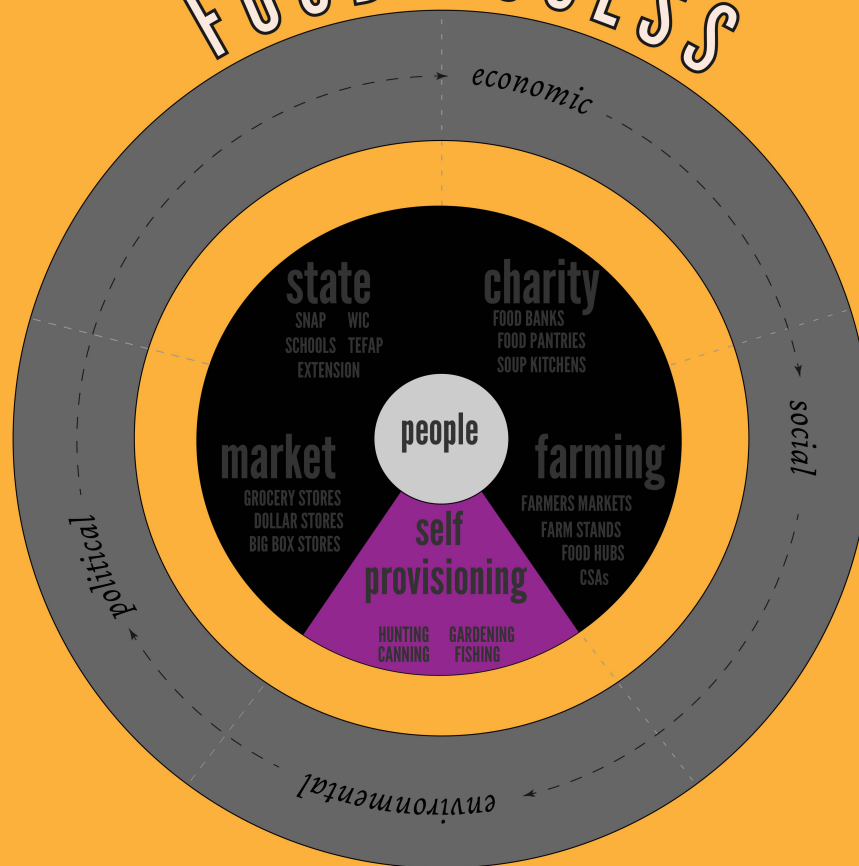 FOOD ACCESS
economic
social
environmental
political
state
SNAP WIC
SCHOOLS TEFAP
EXTENSION
charity
FOOD BANKS
FOOD PANTRIES
SOUP KITCHENS
people
market
GROCERY STORES
DOLLAR STORES
BIG BOX STORES
farming
FARMERS MARKETS
FARM STANDS
FOOD HUBS
CSAs
self
provisioning
HUNTING GARDENING
CANNING FISHING